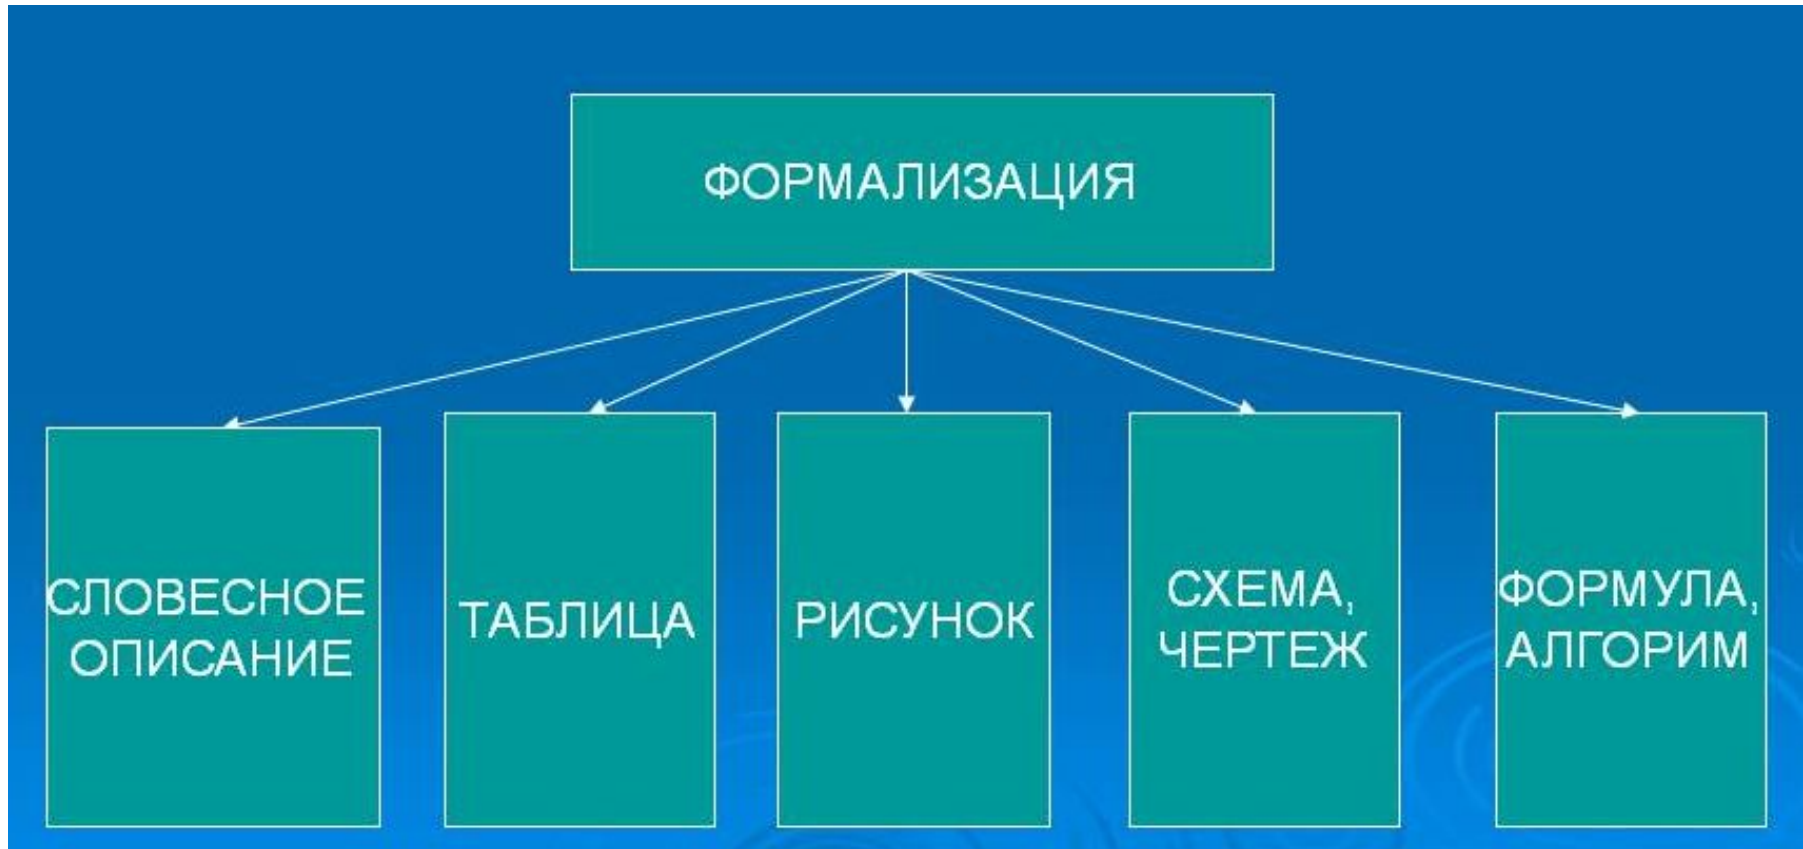 ФОРМАЛИЗАЦИЯ
СЛОВЕСНОЕ
ОПИСАНИЕ
ТАБЛИЦА
РИСУНОК
СХЕМА,
ЧЕРТЕЖ
ФОРМУЛА,
АЛГОРИМ